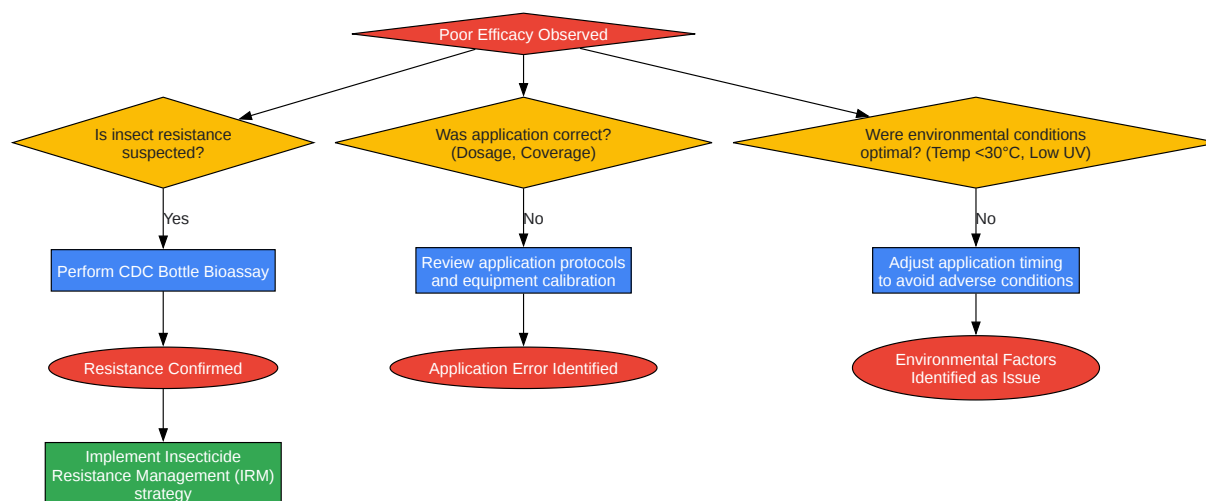 Poor Efficacy Observed
Is insect resistance
suspected?
Was application correct?
(Dosage, Coverage)
Were environmental conditions
optimal? (Temp <30°C, Low UV)
Yes
No
No
Perform CDC Bottle Bioassay
Review application protocols
and equipment calibration
Adjust application timing
to avoid adverse conditions
Resistance Confirmed
Application Error Identified
Environmental Factors
Identified as Issue
Implement Insecticide
Resistance Management (IRM)
strategy